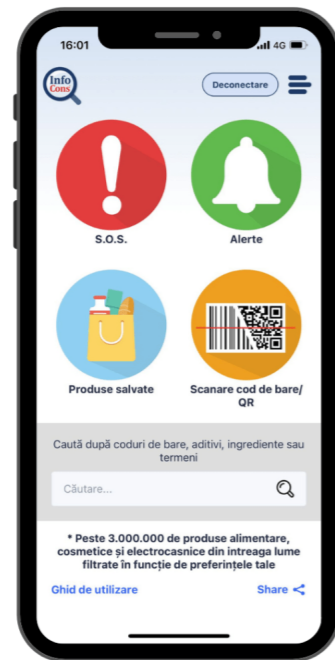 16:01
4G
Info
Cons
Deconectare
S.O.S.
Alerte
Produse salvate
Scanare cod de bare/
QR
Caută după coduri de bare, aditivi, ingrediente sau
termeni
Căutare...
* Peste 3.000.000 de produse alimentare,
cosmetice și electrocasnice din intreaga lume
filtrate în funcție de preferințele tale
Ghid de utilizare
Share